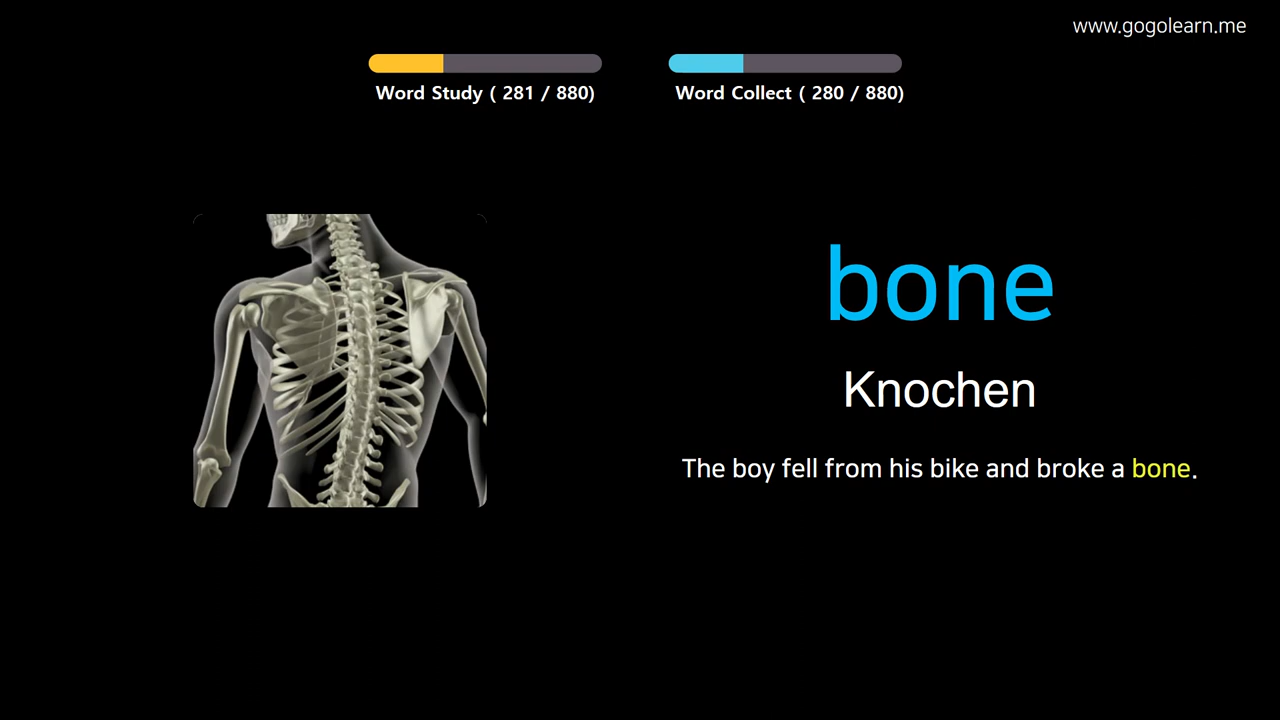 www.gogolearn.me
Word Study ( 281 / 880)
Word Collect ( 280 / 880)
bone
Knochen
The boy fell from his bike and broke a bone.